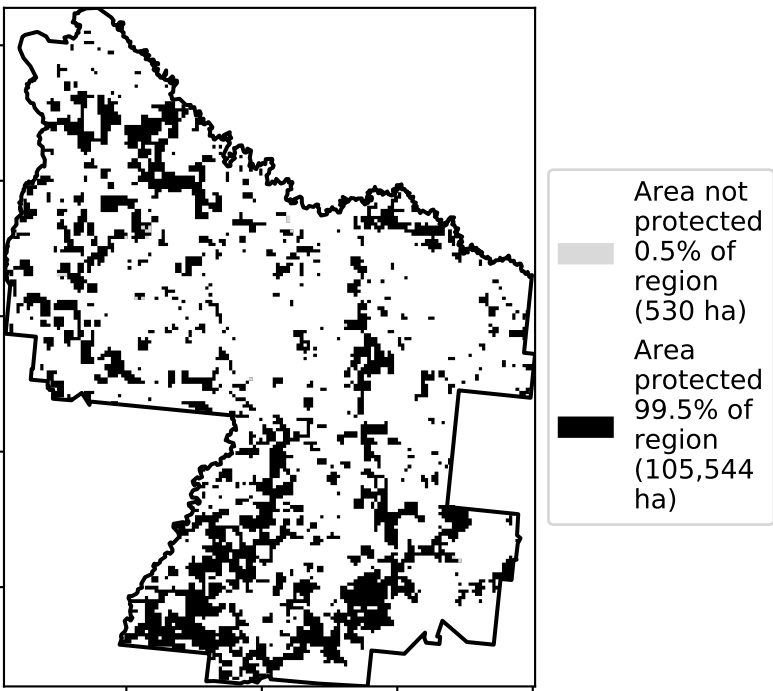 Area not
protected
0.5% of
region
(530 ha)
Area
protected
99.5% of
region
(105,544
ha)